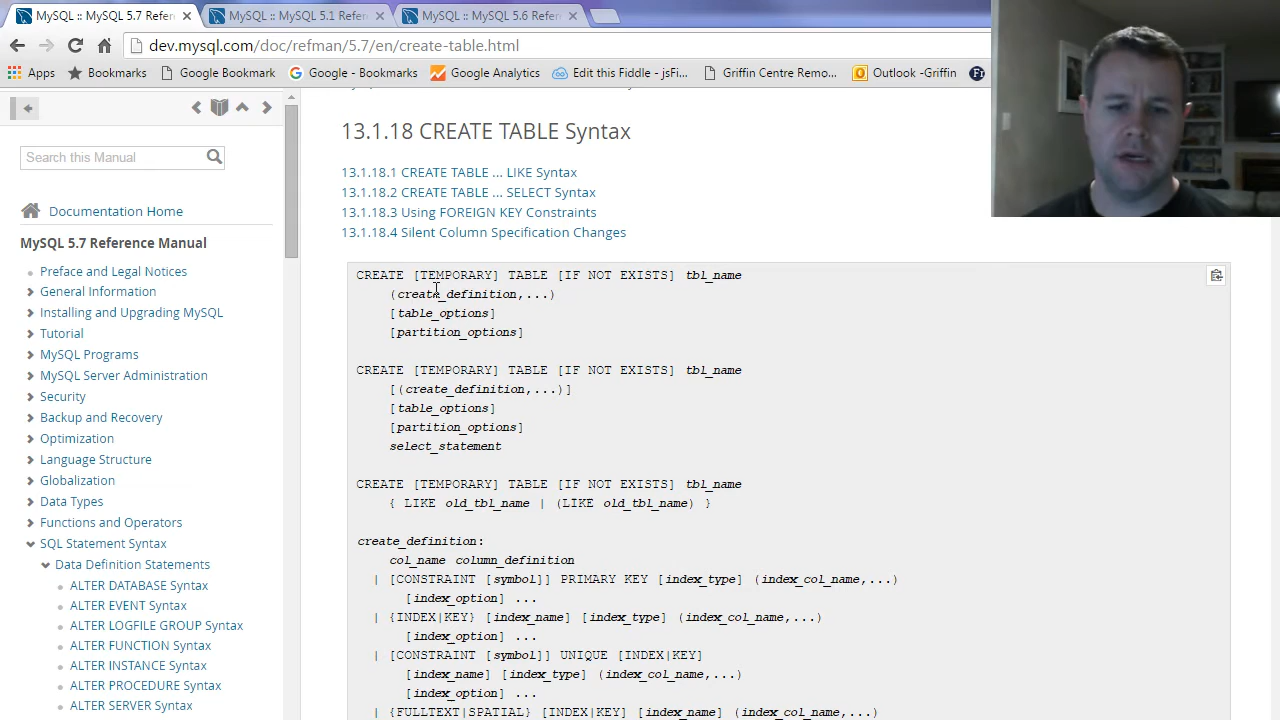 MySQL :: MySQL 5.7 Refere
MySQL :: MySQL 5.1 Refere
MySQL :: MySQL 5.6 Refere
dev.mysql.com/doc/refman/5.7/en/create-table.html
Apps
Bookmarks
Google Bookmark
Google - Bookmarks
Google Analytics
Edit this Fiddle - jsFi...
Griffin Centre Remo...
Outlook -Griffin
Fr
Search this Manual
Documentation Home
MySQL 5.7 Reference Manual
Preface and Legal Notices
General Information
Installing and Upgrading MySQL
Tutorial
MySQL Programs
MySQL Server Administration
Security
Backup and Recovery
Optimization
Language Structure
Globalization
Data Types
Functions and Operators
SQL Statement Syntax
Data Definition Statements
ALTER DATABASE Syntax
ALTER EVENT Syntax
ALTER LOGFILE GROUP Syntax
ALTER FUNCTION Syntax
ALTER INSTANCE Syntax
ALTER PROCEDURE Syntax
ALTER SERVER Syntax
13.1.18 CREATE TABLE Syntax
13.1.18.1 CREATE TABLE ... LIKE Syntax
13.1.18.2 CREATE TABLE ... SELECT Syntax
13.1.18.3 Using FOREIGN KEY Constraints
13.1.18.4 Silent Column Specification Changes
CREATE [TEMPORARY] TABLE [IF NOT EXISTS] tbl_name
(create_definition,...)
[table_options]
[partition_options]
CREATE [TEMPORARY] TABLE [IF NOT EXISTS] tbl_name
[(create_definition,...)]
[table_options]
[partition_options]
select_statement
CREATE [TEMPORARY] TABLE [IF NOT EXISTS] tbl_name
{ LIKE old_tbl_name | (LIKE old_tbl_name) }
create_definition:
col_name column_definition
| [CONSTRAINT [symbol]] PRIMARY KEY [index_type] (index_col_name,...)
[index_option] ...
| {INDEX|KEY} [index_name] [index_type] (index_col_name,...)
[index_option] ...
| [CONSTRAINT [symbol]] UNIQUE [INDEX|KEY]
[index_name] [index_type] (index_col_name,...)
[index_option] ...
| {FULLTEXT|SPATIAL} [INDEX|KEY] [index_name] (index_col_name,...)